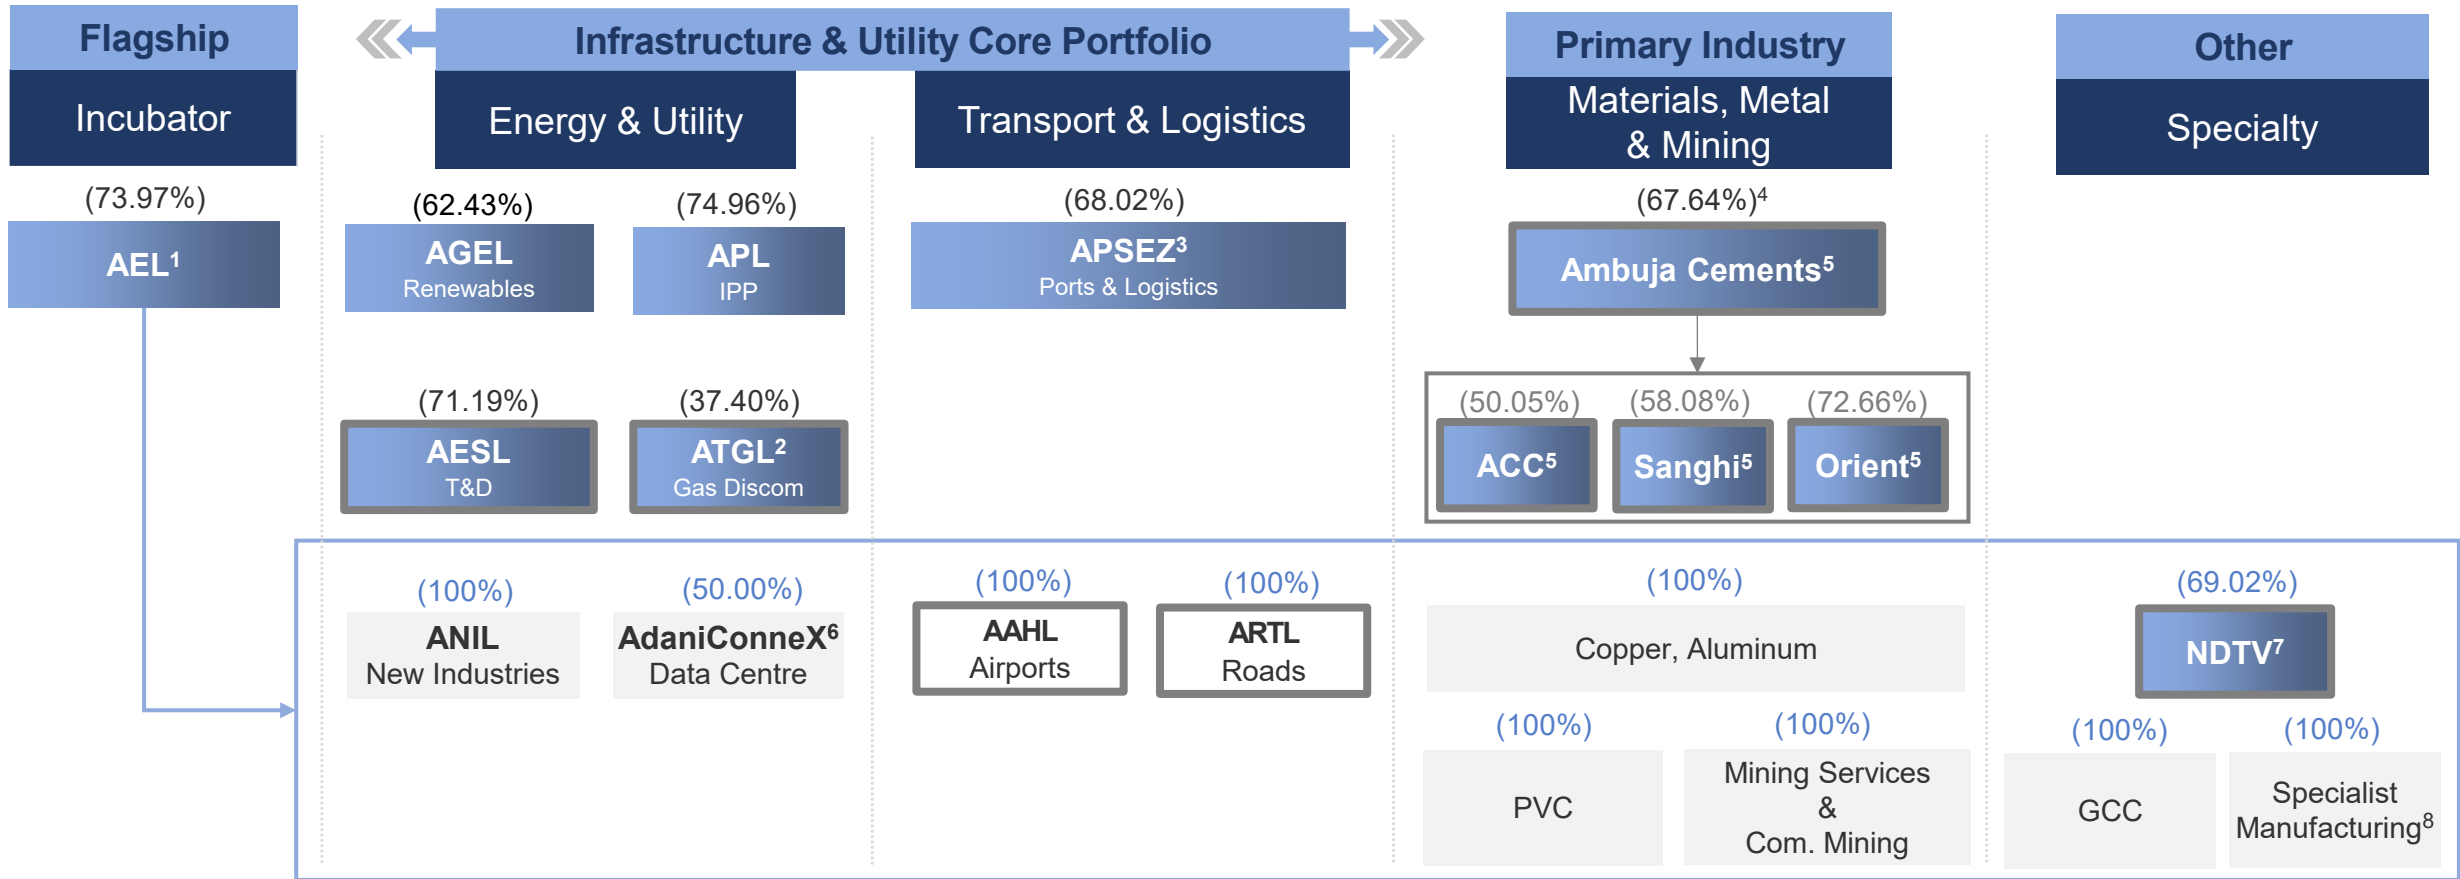 Flagship
Incubator
(73.97%)
AEL¹
Infrastructure & Utility Core Portfolio
Energy & Utility
(62.43%)
AGEL
Renewables
(74.96%)
APL
IPP
(71.19%)
AESL
T&D
(37.40%)
ATGL²
Gas Discom
Transport & Logistics
(68.02%)
APSEZ³
Ports & Logistics
Primary Industry
Materials, Metal
& Mining
(67.64%)⁴
Ambuja Cements⁵
(50.05%)
ACC⁵
(58.08%)
Sanghi⁵
(72.66%)
Orient⁵
Other
Specialty
(100%)
ANIL
New Industries
(50.00%)
AdaniConneX⁶
Data Centre
(100%)
AAHL
Airports
(100%)
ARTL
Roads
(100%)
Copper, Aluminum
(100%)
PVC
(100%)
Mining Services
&
Com. Mining
(69.02%)
NDTV⁷
(100%)
GCC
(100%)
Specialist
Manufacturing⁸